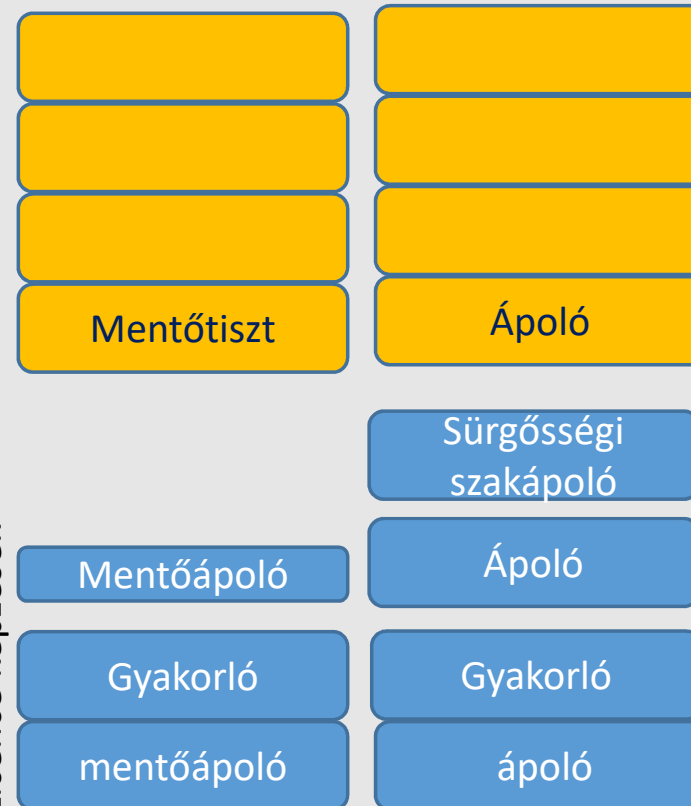 Mentőtiszt
Ápoló
Sürgősségi
szakápoló
Mentőápoló
Ápoló
Gyakorló
Gyakorló
mentőápoló
ápoló